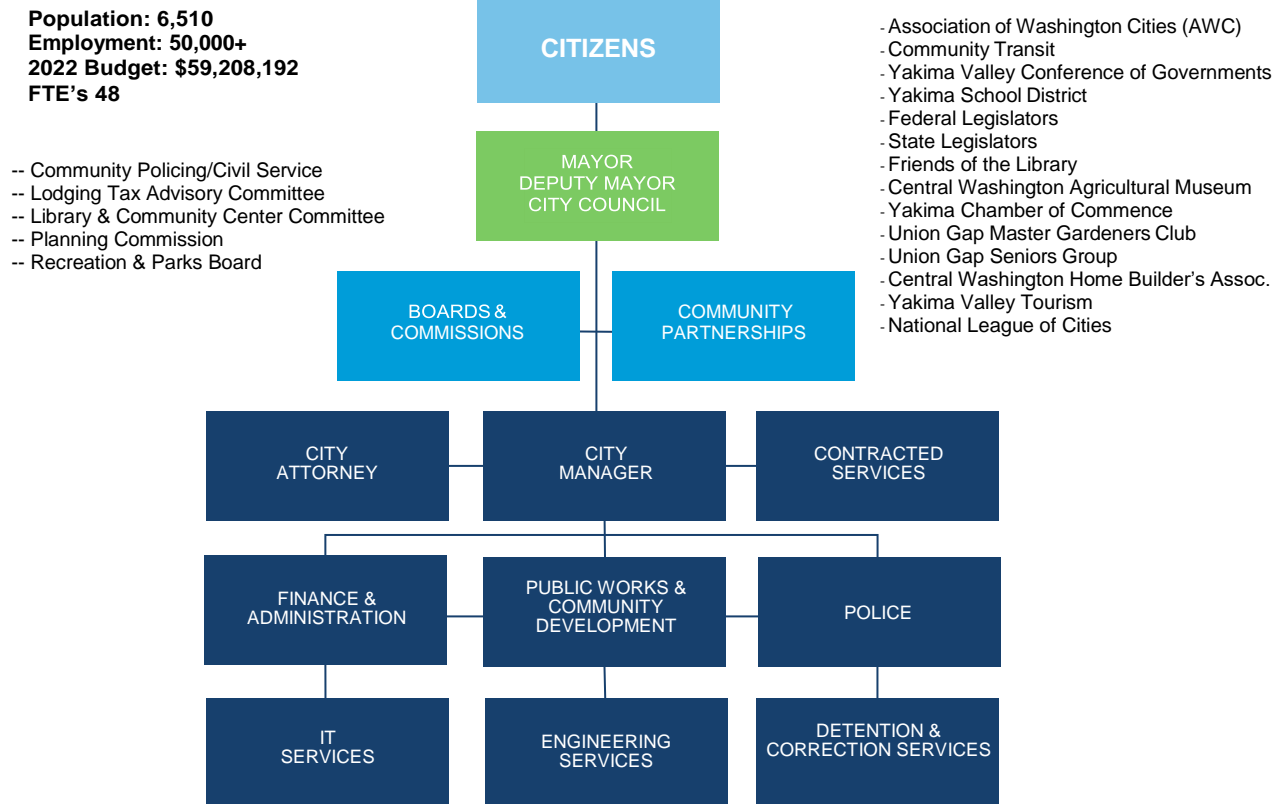 Population: 6,510
Employment: 50,000+
2022 Budget: $59,208,192
FTE's 48
-- Community Policing/Civil Service
-- Lodging Tax Advisory Committee
-- Library & Community Center Committee
-- Planning Commission
-- Recreation & Parks Board
CITIZENS
MAYOR
DEPUTY MAYOR
CITY COUNCIL
- Association of Washington Cities (AWC)
- Community Transit
- Yakima Valley Conference of Governments
- Yakima School District
- Federal Legislators
- State Legislators
- Friends of the Library
- Central Washington Agricultural Museum
- Yakima Chamber of Commerce
- Union Gap Master Gardeners Club
- Union Gap Seniors Group
- Central Washington Home Builder's Assoc.
- Yakima Valley Tourism
- National League of Cities
BOARDS &
COMMISSIONS
COMMUNITY
PARTNERSHIPS
CITY
ATTORNEY
CITY
MANAGER
CONTRACTED
SERVICES
FINANCE &
ADMINISTRATION
PUBLIC WORKS &
COMMUNITY
DEVELOPMENT
POLICE
IT
SERVICES
ENGINEERING
SERVICES
DETENTION &
CORRECTION SERVICES